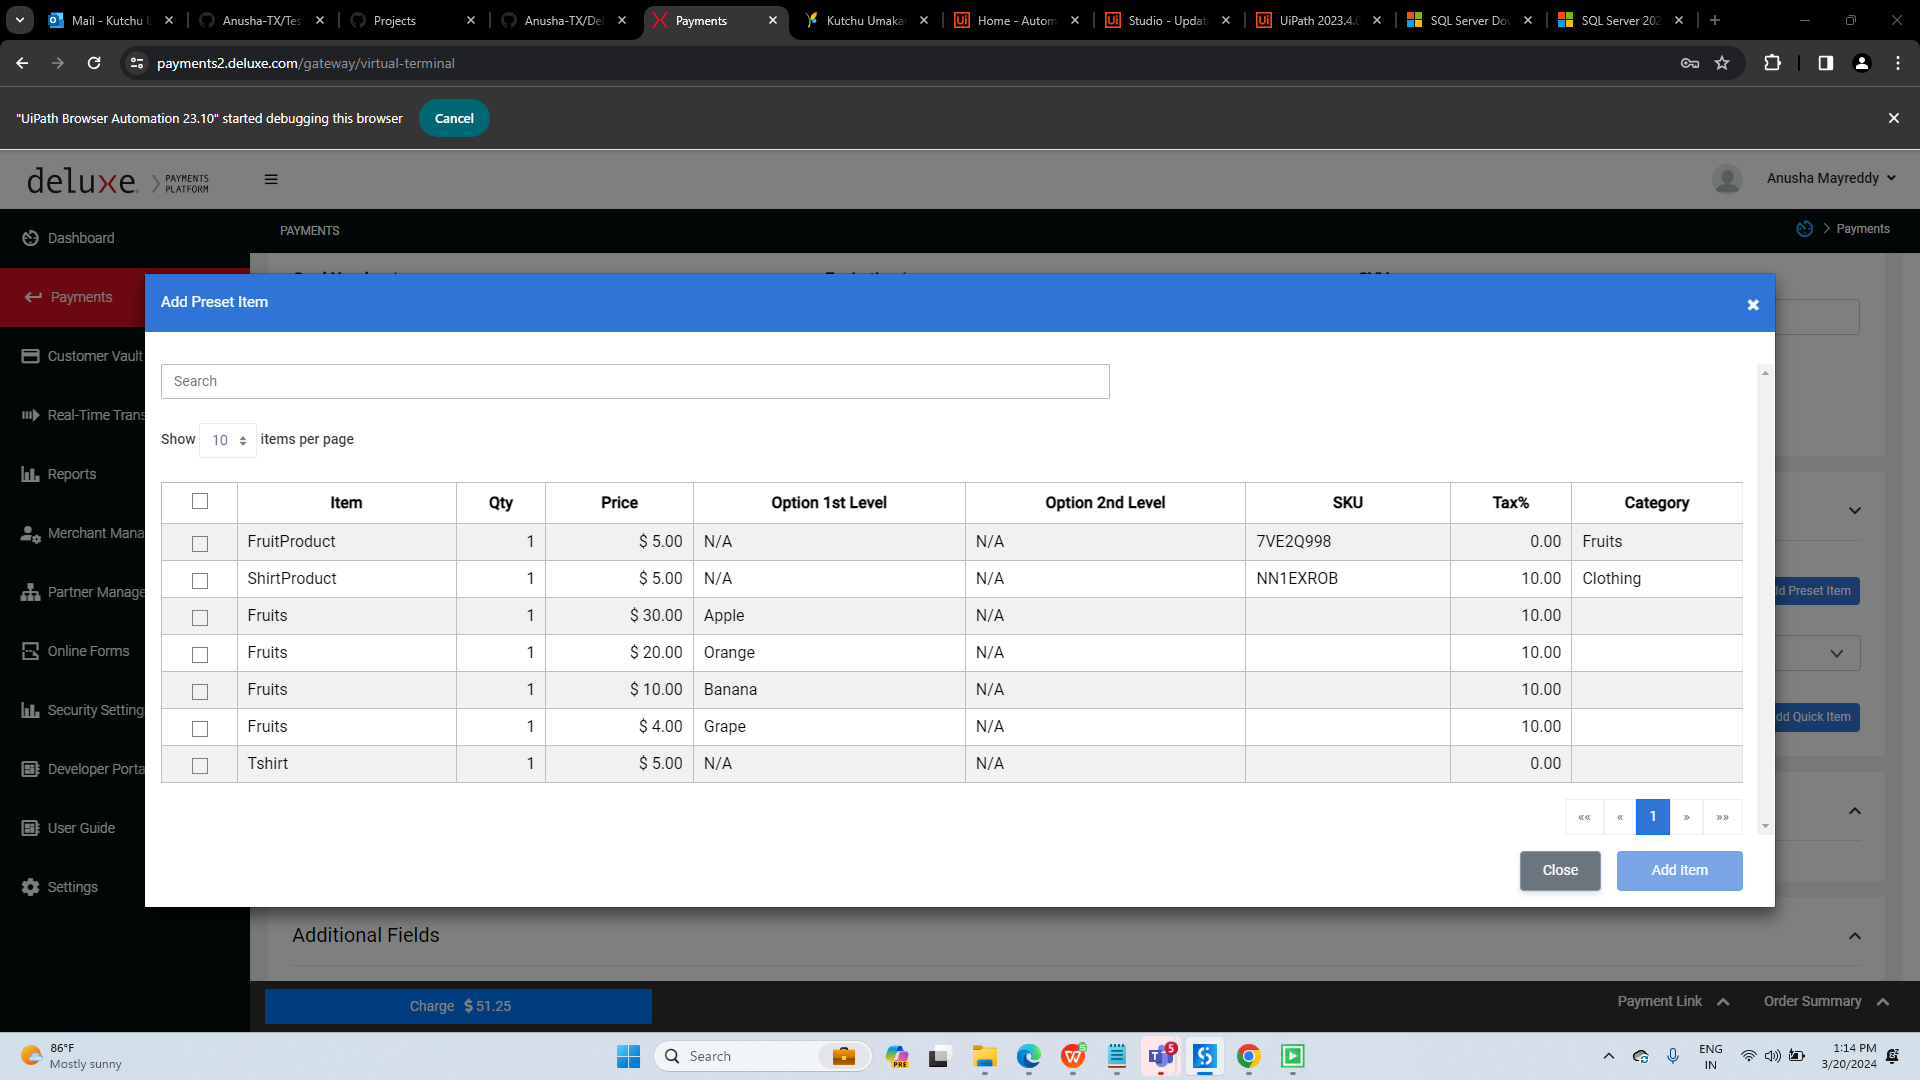 Mail - Kutchu U
Anusha-TX/Tes
Projects
Anusha-TX/Del
Payments
Kutchu Umakar
Home - Autom
Studio - Updat
UiPath 2023.4.0
SQL Server Do
SQL Server 202
payments2.deluxe.com/gateway/virtual-terminal
"UiPath Browser Automation 23.10" started debugging this browser
Cancel
deluxe. PAYMENTS PLATFORM
Anusha Mayreddy
Dashboard
PAYMENTS
Payments
Payments
Add Preset Item
Customer Vault
Search
Real-Time Trans
Show 10 items per page
Reports
Item Qty Price Option 1st Level Option 2nd Level SKU Tax% Category
Merchant Mana
FruitProduct 1 $ 5.00 N/A N/A 7VE2Q998 0.00 Fruits
ShirtProduct 1 $ 5.00 N/A N/A NN1EXROB 10.00 Clothing
Partner Manage
dd Preset Item
Fruits 1 $ 30.00 Apple N/A 10.00
Online Forms
Fruits 1 $ 20.00 Orange N/A 10.00
Fruits 1 $ 10.00 Banana N/A 10.00
Security Setting
dd Quick Item
Fruits 1 $ 4.00 Grape N/A 10.00
Tshirt 1 $ 5.00 N/A N/A 0.00
Developer Porta
«« « 1 » »»
User Guide
Close
Add Item
Settings
Additional Fields
Charge $ 51.25
Payment Link
Order Summary
86°F
Mostly sunny
Search
PRE
5
ENG
IN
1:14 PM
3/20/2024